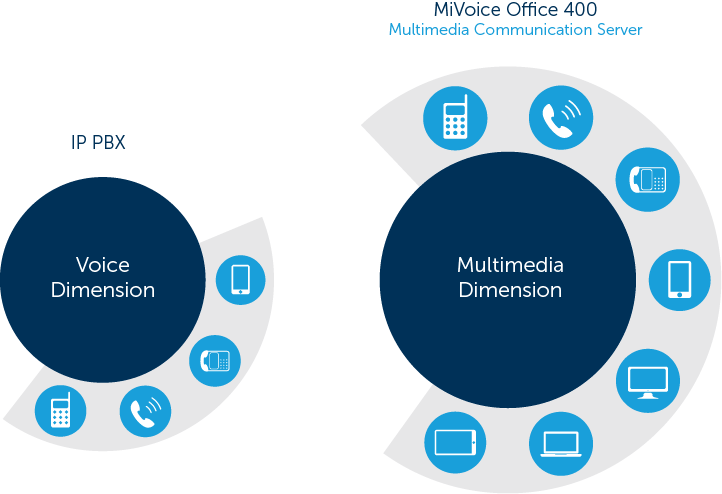 MiVoice Office 400
Multimedia Communication Server
IP PBX
Voice
Dimension
Multimedia
Dimension